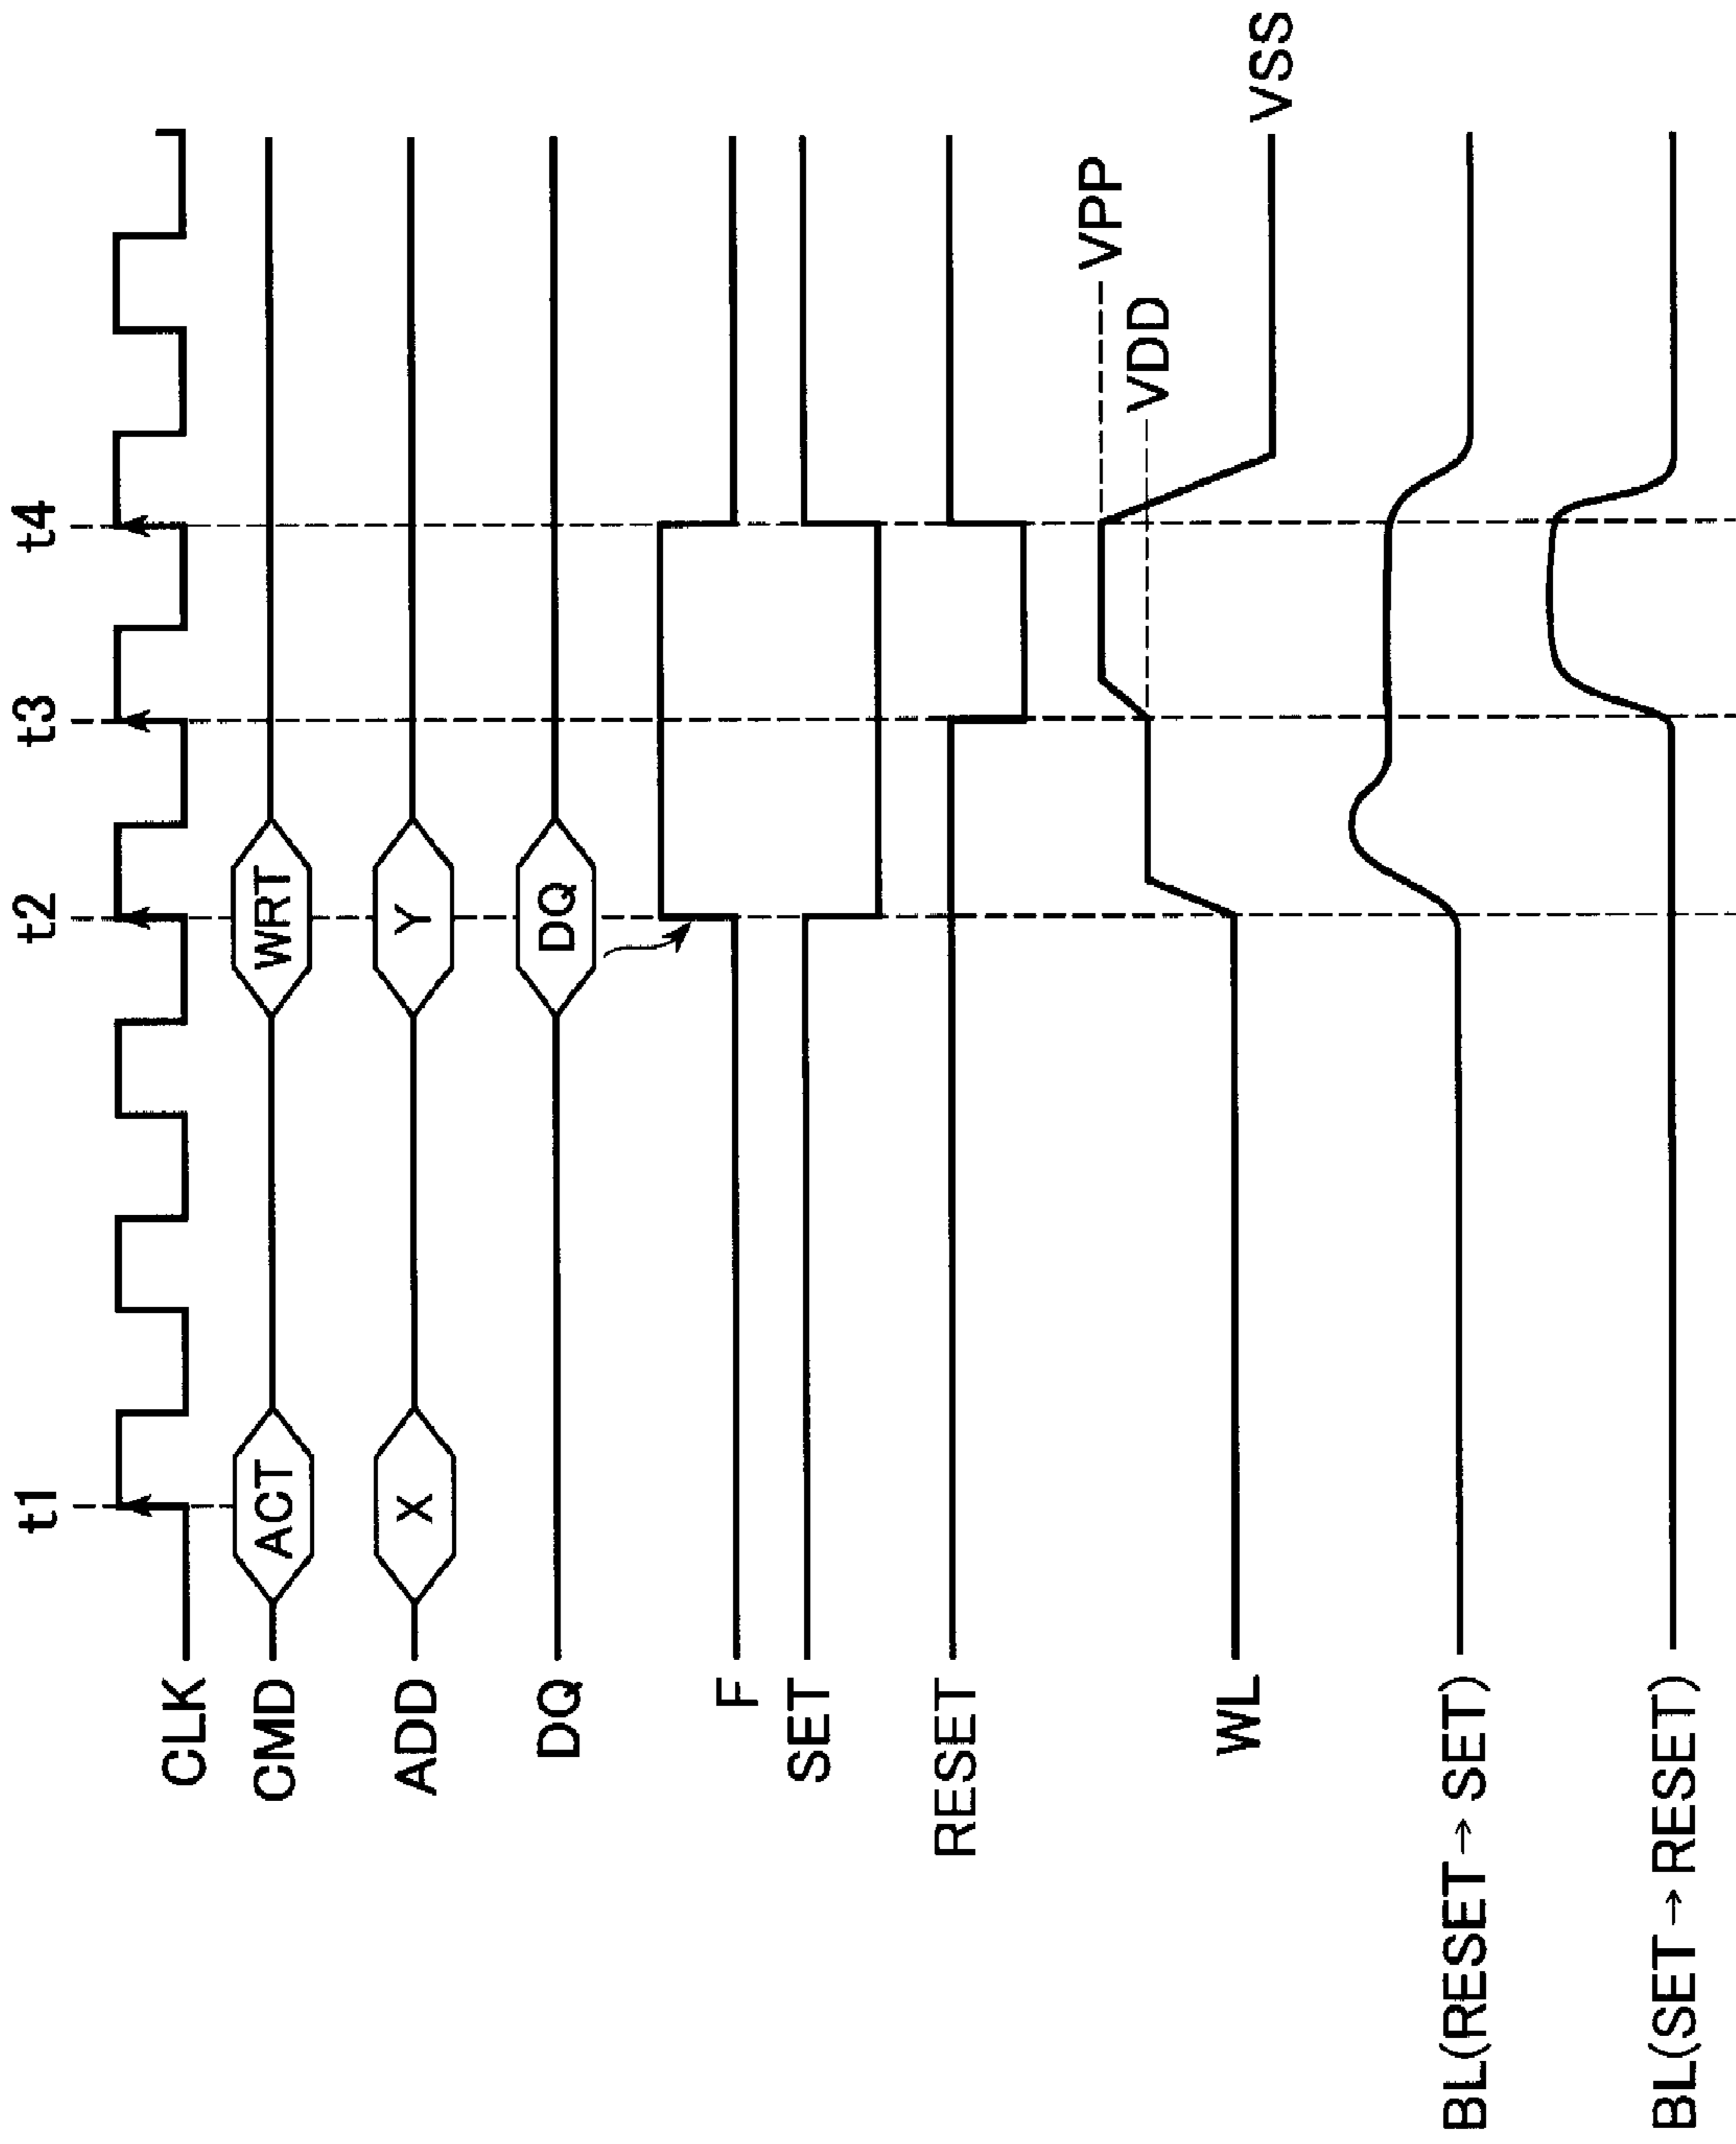 t1 t2 t3 t4
CLK
CMD ACT WRT
ADD X Y
DQ DQ
F
SET
RESET
VPP
VDD
WL VSS
BL(RESET→SET)
BL(SET→RESET)